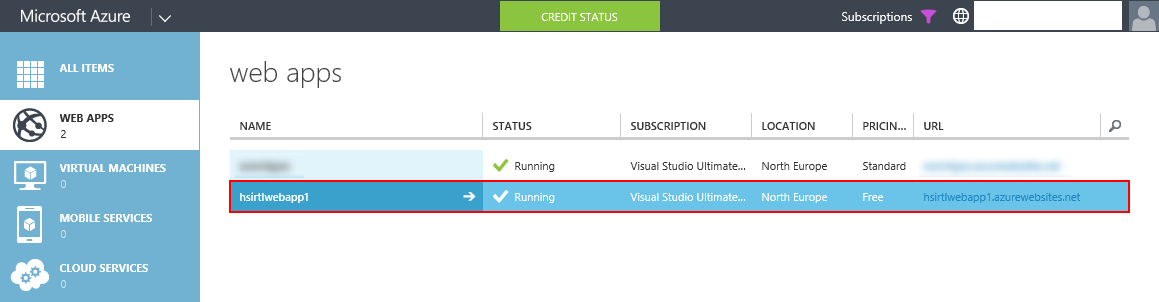 Microsoft Azure CREDIT STATUS Subscriptions
ALL ITEMS
web apps
WEB APPS
2
NAME STATUS SUBSCRIPTION LOCATION PRICIN... URL
Running Visual Studio Ultimate... North Europe Standard
VIRTUAL MACHINES
0
hsirtlwebapp1 Running Visual Studio Ultimate... North Europe Free hsirtlwebapp1.azurewebsites.net
MOBILE SERVICES
0
CLOUD SERVICES
0